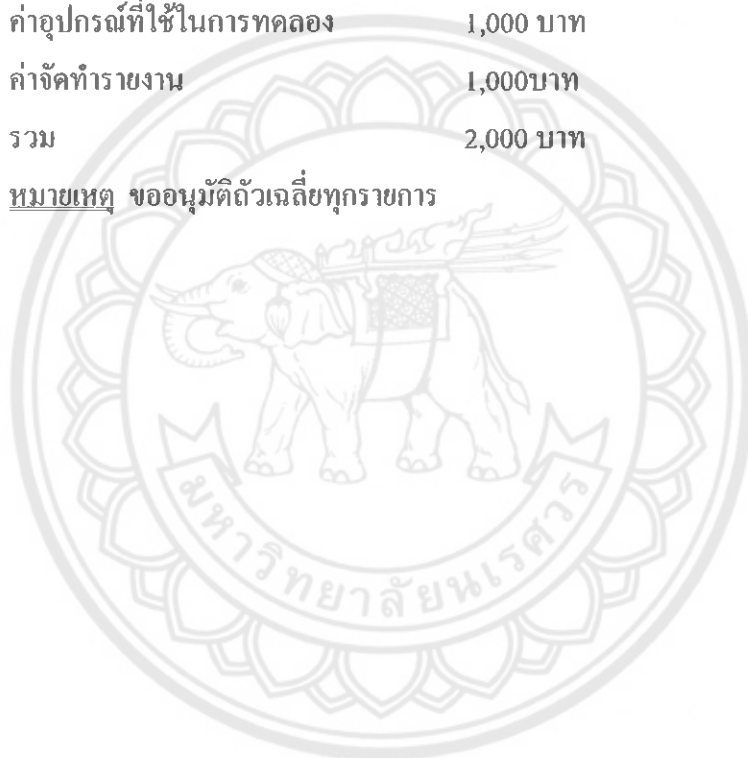 ค่าอุปกรณ์ที่ใช้ในการทดลอง 1,000 บาท
ค่าจัดทำรายงาน 1,000บาท
รวม 2,000 บาท
หมายเหตุ ขออนุมัติถัวเฉลี่ยทุกรายการ
มหาวิทยาลัยนเรศวร